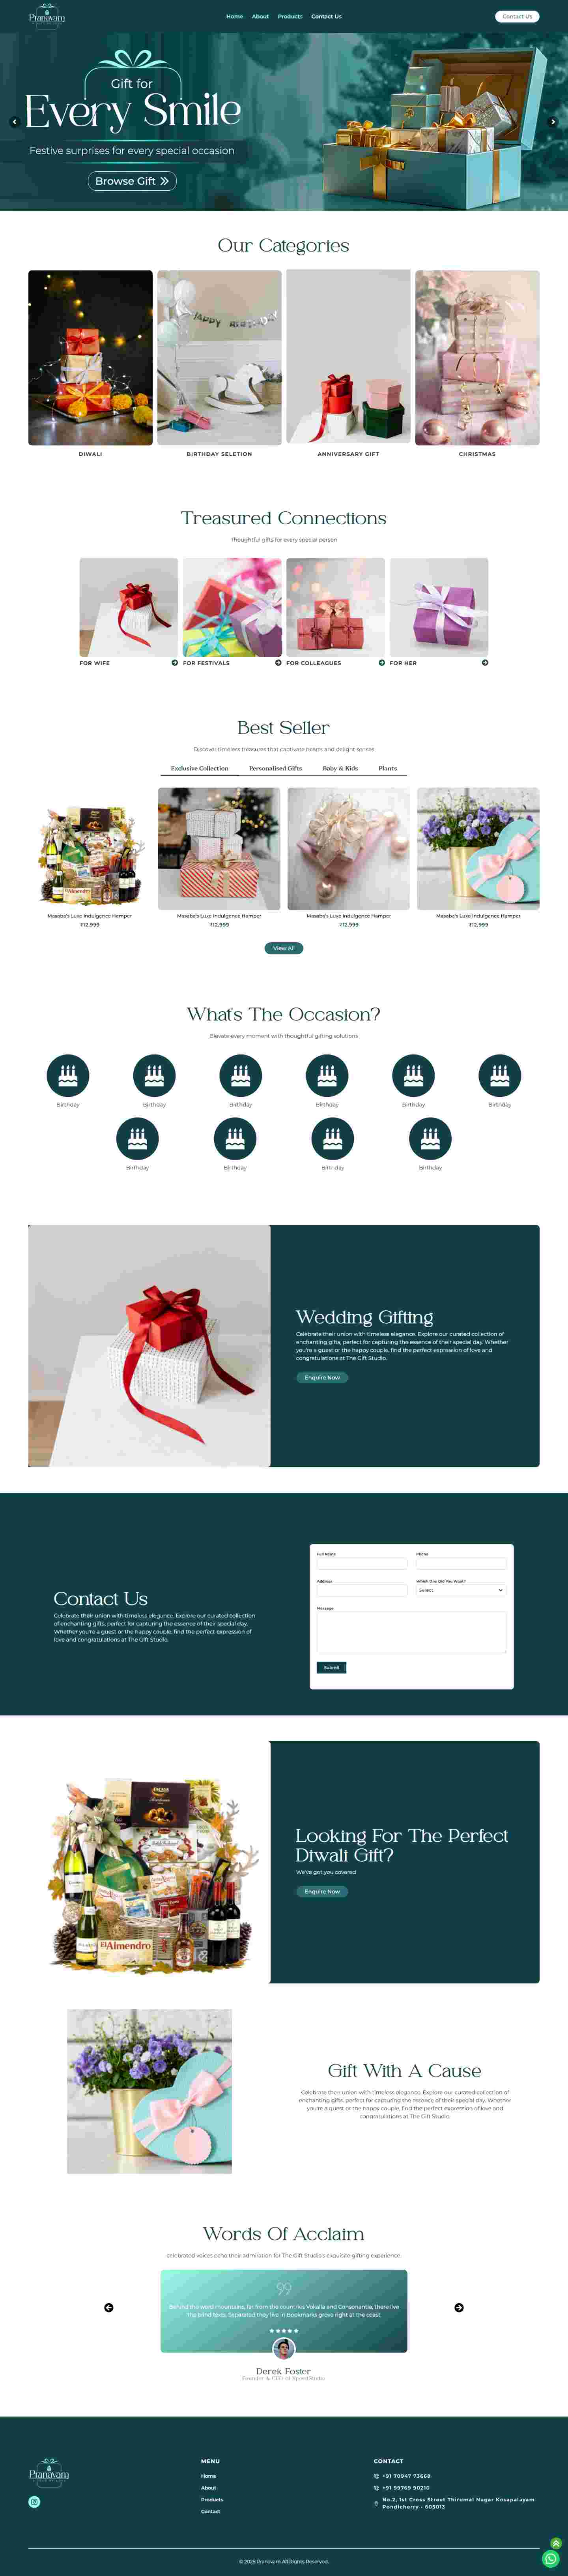 Pranavam
Home About Products Contact Us
Contact Us
Gift for
Every Smile
Festive surprises for every special occasion
Browse Gift
Our Categories
HAPPY
DIWALI
BIRTHDAY SELETION
ANNIVERSARY GIFT
CHRISTMAS
Treasured Connections
Thoughtful gifts for every special person
FOR WIFE
FOR FESTIVALS
FOR COLLEAGUES
FOR HER
Best Seller
Discover timeless treasures that captivate hearts and delight senses
Exclusive Collection Personalised Gifts Baby & Kids Plants
Masaba's Luxe Indulgence Hamper
₹12,999
Masaba's Luxe Indulgence Hamper
₹12,999
Masaba's Luxe Indulgence Hamper
₹12,999
Masaba's Luxe Indulgence Hamper
₹12,999
View All
What's The Occasion?
Elevate every moment with thoughtful gifting solutions
Birthday Birthday Birthday Birthday Birthday Birthday
Birthday Birthday Birthday Birthday
Wedding Gifting
Celebrate their union with timeless elegance. Explore our curated collection of
enchanting gifts, perfect for capturing the essence of their special day. Whether
you're a guest or the happy couple, find the perfect expression of love and
congratulations at The Gift Studio.
Enquire Now
Contact Us
Celebrate their union with timeless elegance. Explore our curated collection
of enchanting gifts, perfect for capturing the essence of their special day.
Whether you're a guest or the happy couple, find the perfect expression of
love and congratulations at The Gift Studio.
Full Name
Phone
Address
Which One Did You Want?
Select
Message
Submit
ElAlmendro
Looking For The Perfect
Diwali Gift?
We've got you covered
Enquire Now
Gift With A Cause
Celebrate their union with timeless elegance. Explore our curated collection of
enchanting gifts, perfect for capturing the essence of their special day. Whether
you're a guest or the happy couple, find the perfect expression of love and
congratulations at The Gift Studio.
Words Of Acclaim
celebrated voices echo their admiration for The Gift Studio's exquisite gifting experience.
Behind the word mountains, far from the countries Vokalia and Consonantia, there live
the blind texts. Separated they live in Bookmarks grove right at the coast
Derek Foster
Founder & CEO of SpeedStudio
Pranavam
MENU
Home
About
Products
Contact
CONTACT
+91 70947 73668
+91 99769 90210
No.2, 1st Cross Street Thirumal Nagar Kosapalayam
Pondicherry - 605013
© 2025 Pranavam All Rights Reserved.